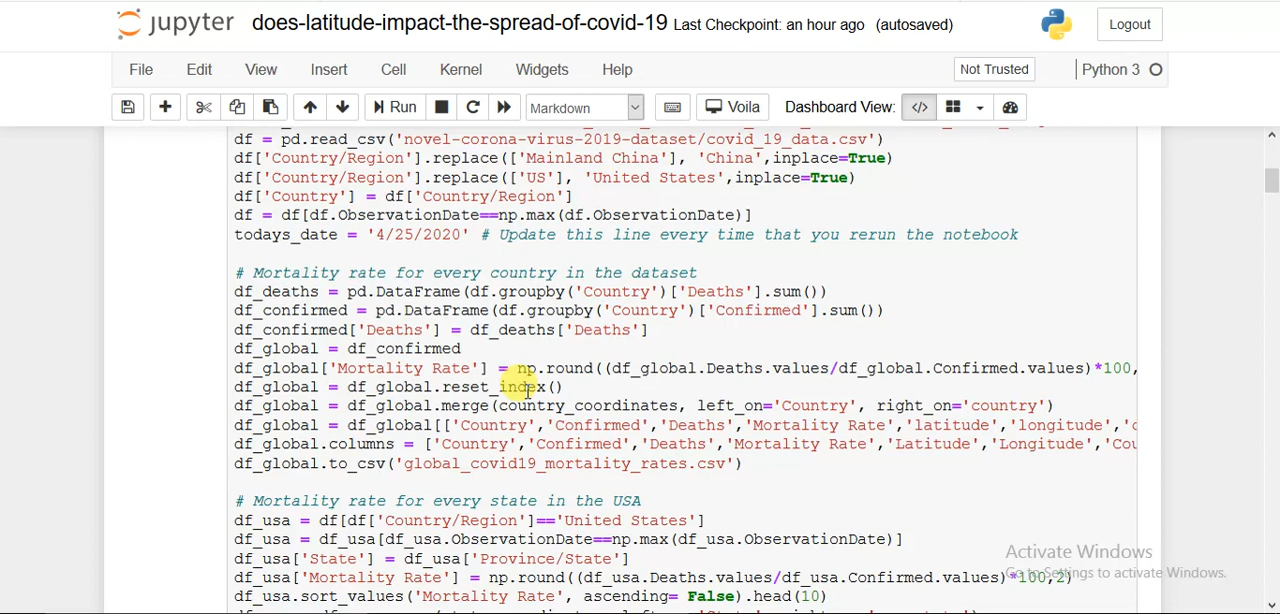 jupyter does-latitude-impact-the-spread-of-covid-19 Last Checkpoint: an hour ago (autosaved) Logout
File Edit View Insert Cell Kernel Widgets Help Not Trusted Python 3
Run Markdown Voila Dashboard View:
df = pd.read_csv('novel-corona-virus-2019-dataset/covid_19_data.csv')
df['Country/Region'].replace(['Mainland China'], 'China',inplace=True)
df['Country/Region'].replace(['US'], 'United States',inplace=True)
df['Country'] = df['Country/Region']
df = df[df.ObservationDate==np.max(df.ObservationDate)]
todays_date = '4/25/2020' # Update this line every time that you rerun the notebook
# Mortality rate for every country in the dataset
df_deaths = pd.DataFrame(df.groupby('Country')['Deaths'].sum())
df_confirmed = pd.DataFrame(df.groupby('Country')['Confirmed'].sum())
df_confirmed['Deaths'] = df_deaths['Deaths']
df_global = df_confirmed
df_global['Mortality Rate'] = np.round((df_global.Deaths.values/df_global.Confirmed.values)*100,
df_global = df_global.reset_index()
df_global = df_global.merge(country_coordinates, left_on='Country', right_on='country')
df_global = df_global[['Country','Confirmed','Deaths','Mortality Rate','latitude','longitude','c
df_global.columns = ['Country','Confirmed','Deaths','Mortality Rate','Latitude','Longitude','Cou
df_global.to_csv('global_covid19_mortality_rates.csv')
# Mortality rate for every state in the USA
df_usa = df[df['Country/Region']=='United States']
df_usa = df_usa[df_usa.ObservationDate==np.max(df_usa.ObservationDate)]
df_usa['State'] = df_usa['Province/State']
df_usa['Mortality Rate'] = np.round((df_usa.Deaths.values/df_usa.Confirmed.values)*100,2)
df_usa.sort_values('Mortality Rate', ascending= False).head(10)
Activate Windows
Go to Settings to activate Windows.